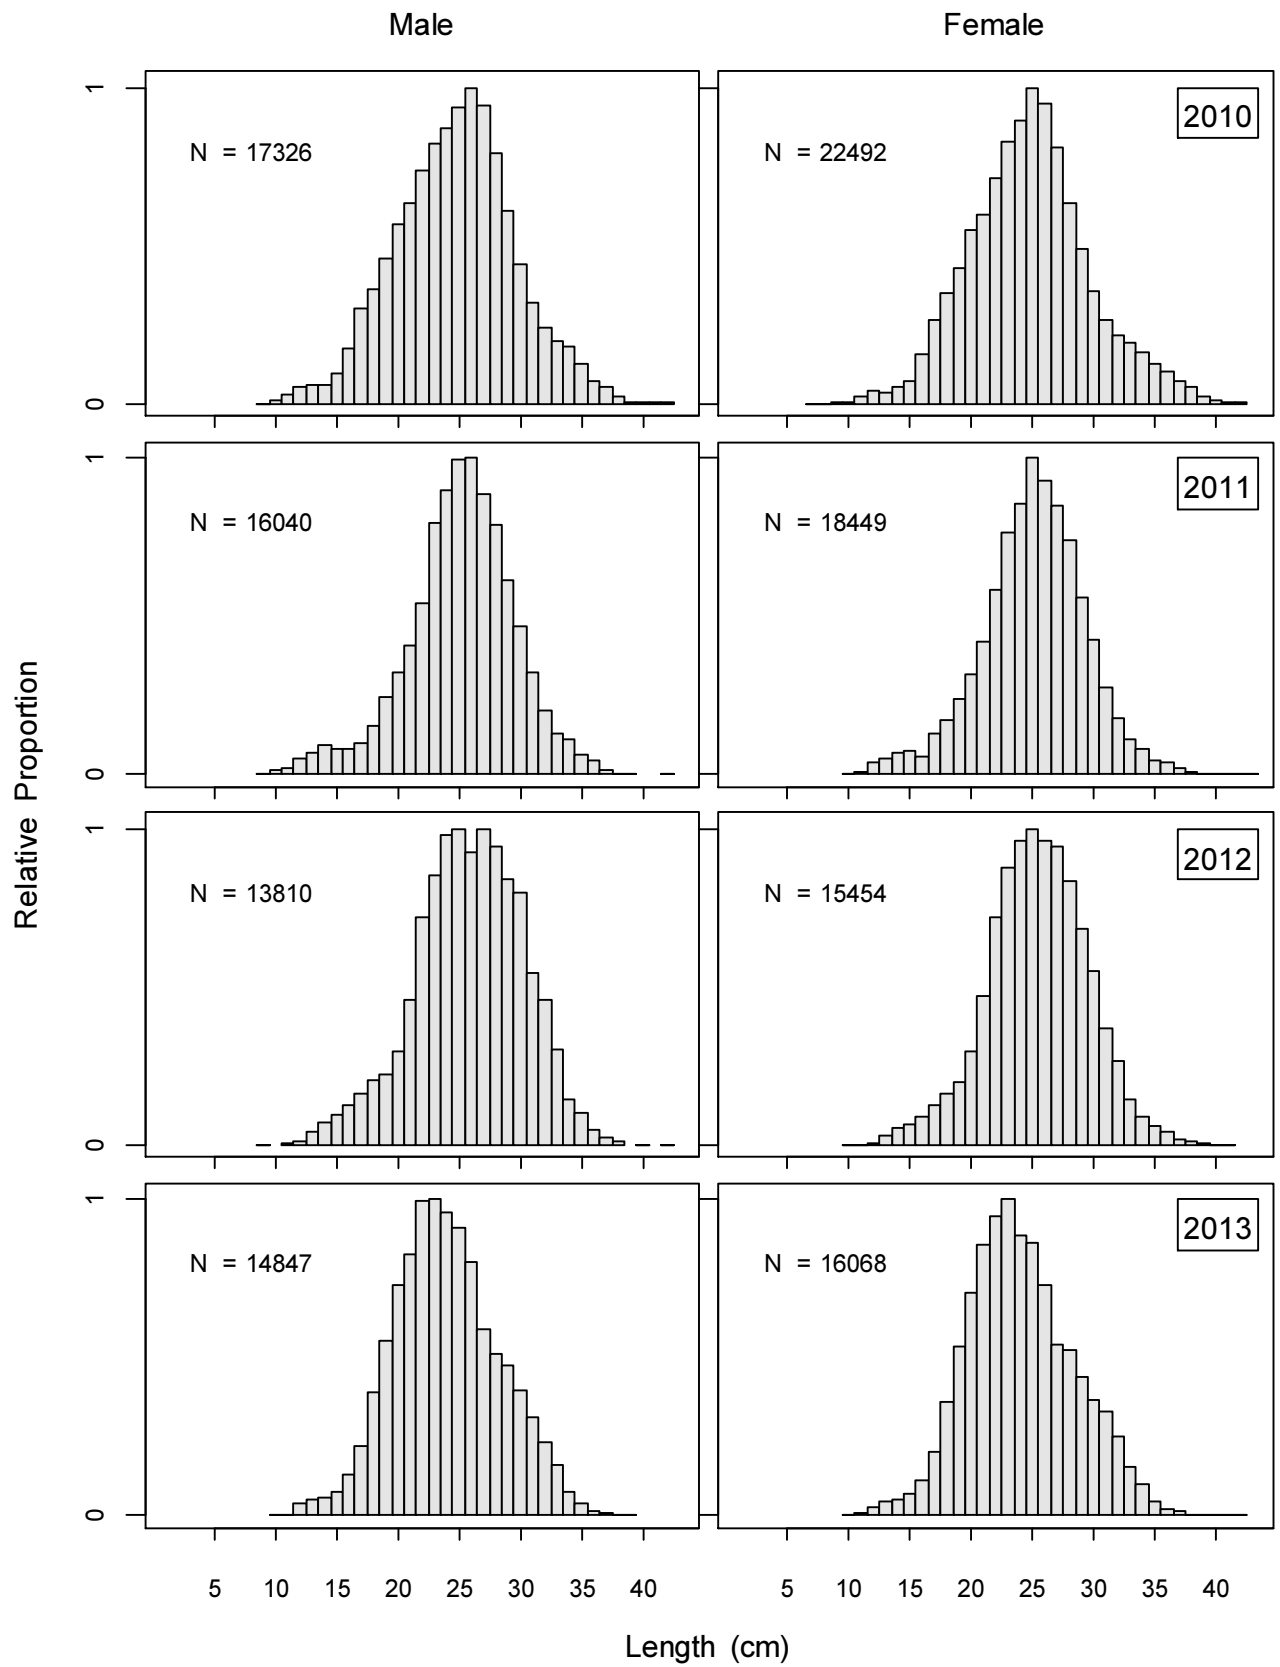 Male Female
1
N = 17326
N = 22492
2010
0
1
N = 16040
N = 18449
2011
0
Relative Proportion
1
N = 13810
N = 15454
2012
0
1
N = 14847
N = 16068
2013
0
5 10 15 20 25 30 35 40 5 10 15 20 25 30 35 40
Length (cm)